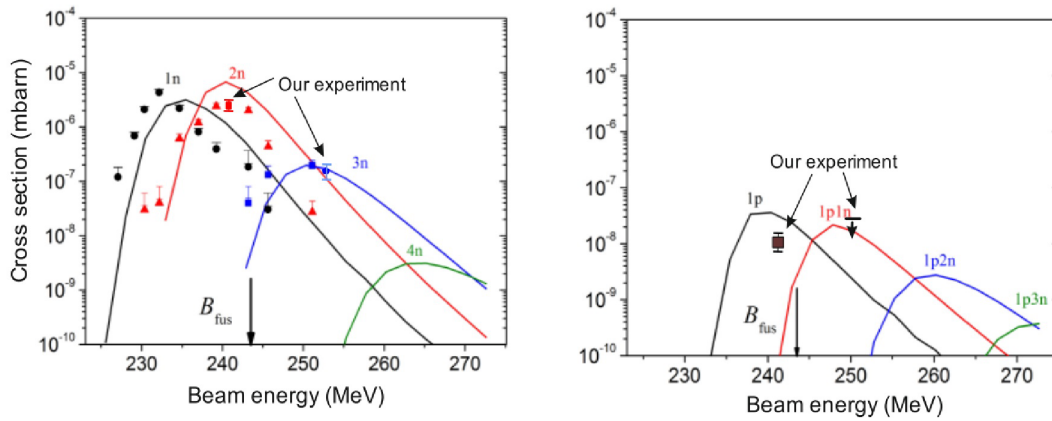 10⁻⁴
10⁻⁵
10⁻⁶
10⁻⁷
10⁻⁸
10⁻⁹
10⁻¹⁰
Cross section (mbarn)
1n
2n
Our experiment
3n
4n
B_fus
230 240 250 260 270
Beam energy (MeV)
10⁻⁴
10⁻⁵
10⁻⁶
10⁻⁷
10⁻⁸
10⁻⁹
10⁻¹⁰
Our experiment
1p
1p1n
1p2n
1p3n
B_fus
230 240 250 260 270
Beam energy (MeV)